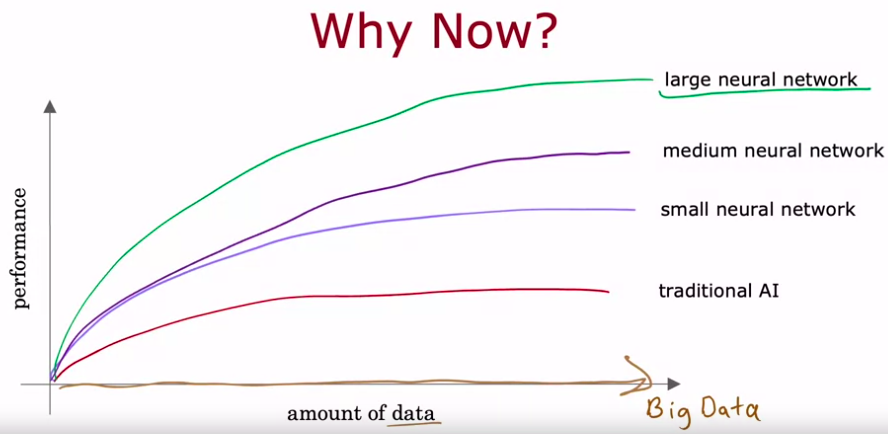 Why Now?
large neural network
medium neural network
small neural network
traditional AI
performance
amount of data
Big Data